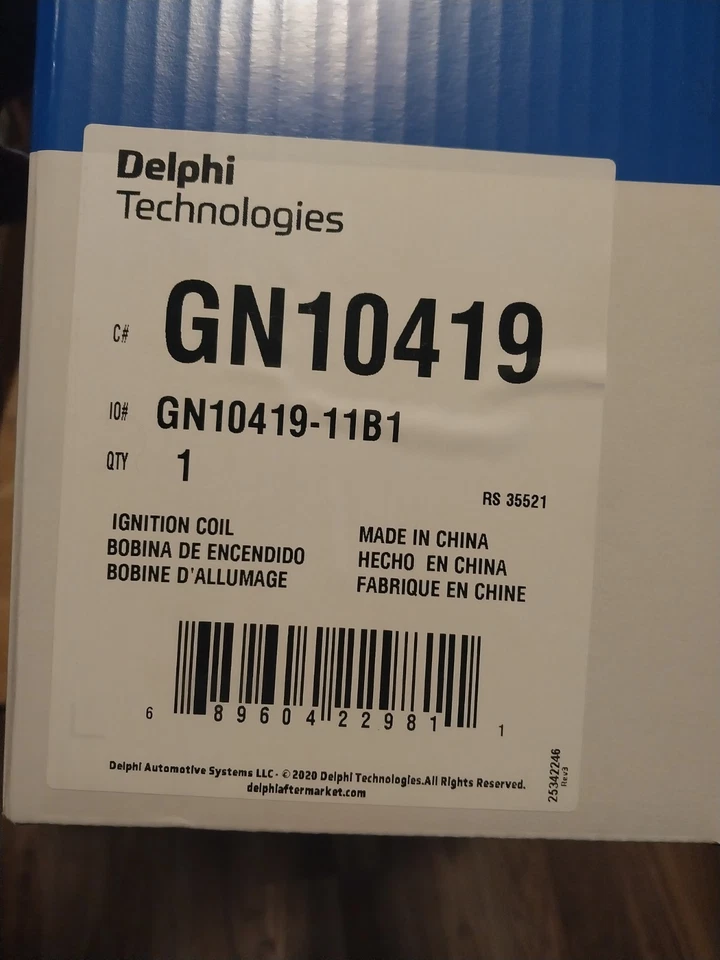 Delphi
Technologies
C# GN10419
IO# GN10419-11B1
QTY 1
RS 35521
IGNITION COIL
BOBINA DE ENCENDIDO
BOBINE D'ALLUMAGE
MADE IN CHINA
HECHO EN CHINA
FABRIQUE EN CHINE
6 89604 22981 1
Delphi Automotive Systems LLC - © 2020 Delphi Technologies.All Rights Reserved.
delphiaftermarket.com
25342246
Rev3